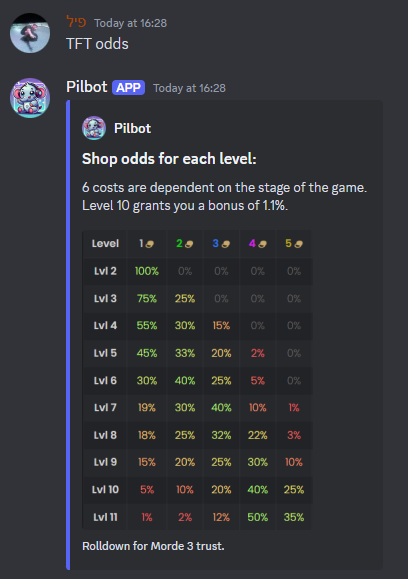 פיל Today at 16:28
TFT odds
Pilbot APP Today at 16:28
Pilbot
Shop odds for each level:
6 costs are dependent on the stage of the game.
Level 10 grants you a bonus of 1.1%.
Level 1 2 3 4 5
Lvl 2 100% 0% 0% 0% 0%
Lvl 3 75% 25% 0% 0% 0%
Lvl 4 55% 30% 15% 0% 0%
Lvl 5 45% 33% 20% 2% 0%
Lvl 6 30% 40% 25% 5% 0%
Lvl 7 19% 30% 40% 10% 1%
Lvl 8 18% 25% 32% 22% 3%
Lvl 9 15% 20% 25% 30% 10%
Lvl 10 5% 10% 20% 40% 25%
Lvl 11 1% 2% 12% 50% 35%
Rolldown for Morde 3 trust.